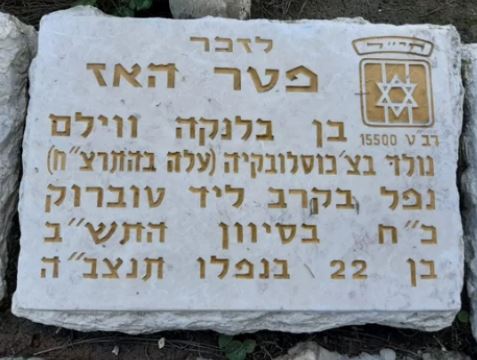 לזכר
פטר האז
חי״ל
רב״ט 15500
בן בלנקה ווילם
נולד בצ׳כוסלובקיה (עלה בהתרצ״ח)
נפל בקרב ליד טוברוק
כ״ח בסיוון התש״ב
בן 22 בנפלו תנצב״ה